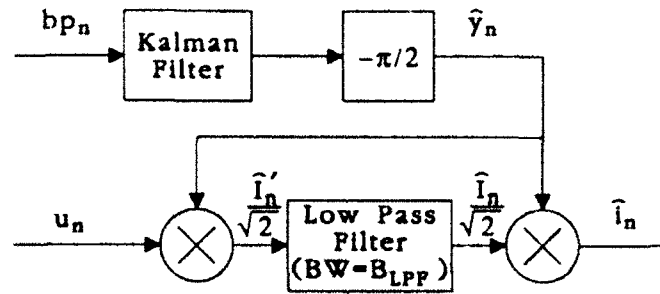 bp_n
Kalman
Filter
-π/2
ŷ_n
u_n
Î′_n/√2
Low Pass
Filter
(BW=B_LPF)
Î_n/√2
î_n